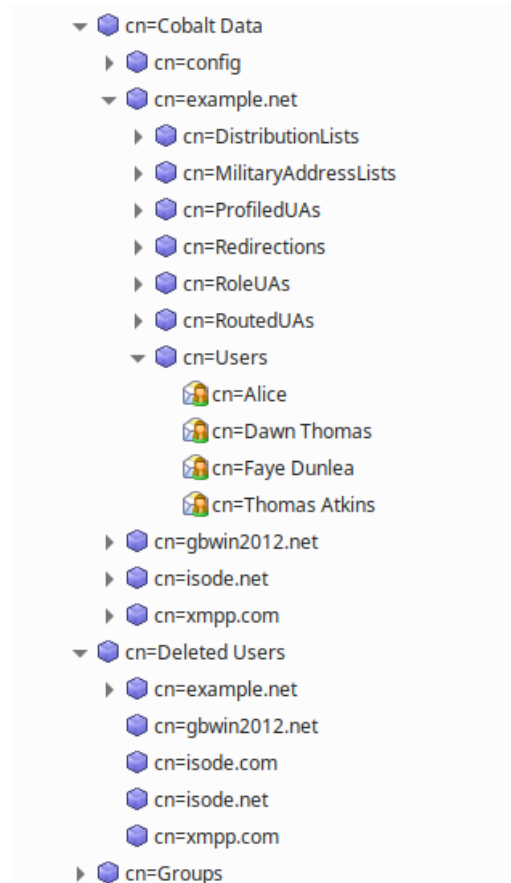 cn=Cobalt Data
cn=config
cn=example.net
cn=DistributionLists
cn=MilitaryAddressLists
cn=ProfiledUAs
cn=Redirections
cn=RoleUAs
cn=RoutedUAs
cn=Users
cn=Alice
cn=Dawn Thomas
cn=Faye Dunlea
cn=Thomas Atkins
cn=gbwin2012.net
cn=isode.net
cn=xmpp.com
cn=Deleted Users
cn=example.net
cn=gbwin2012.net
cn=isode.com
cn=isode.net
cn=xmpp.com
cn=Groups